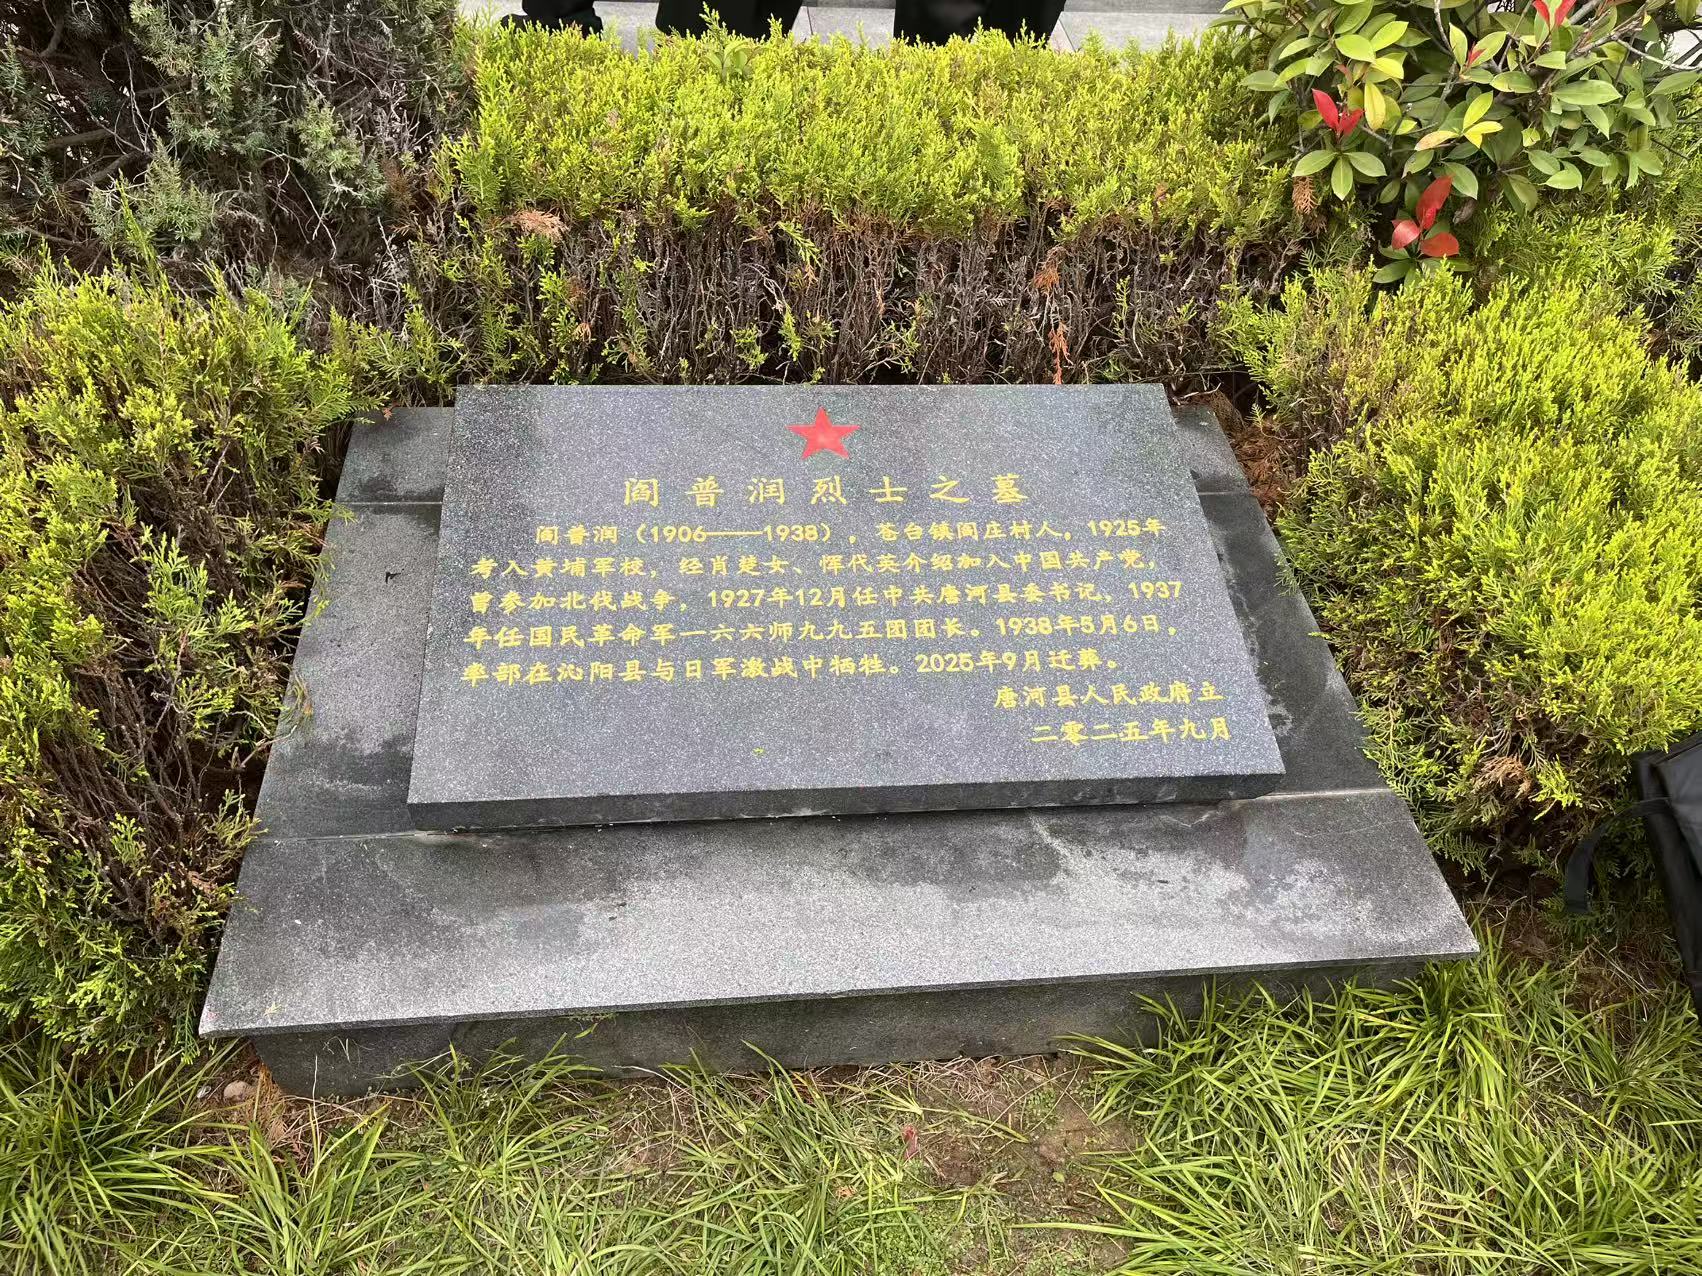 阎普润烈士之墓
阎普润（1906——1938），苍台镇阎庄村人，1925年
考入黄埔军校，经肖楚女、恽代英介绍加入中国共产党，
曾参加北伐战争，1927年12月任中共唐河县委书记，1937
年任国民革命军一六六师九九五团团长。1938年5月6日，
率部在沁阳县与日军激战中牺牲。2025年9月迁葬。
唐河县人民政府立
二零二五年九月